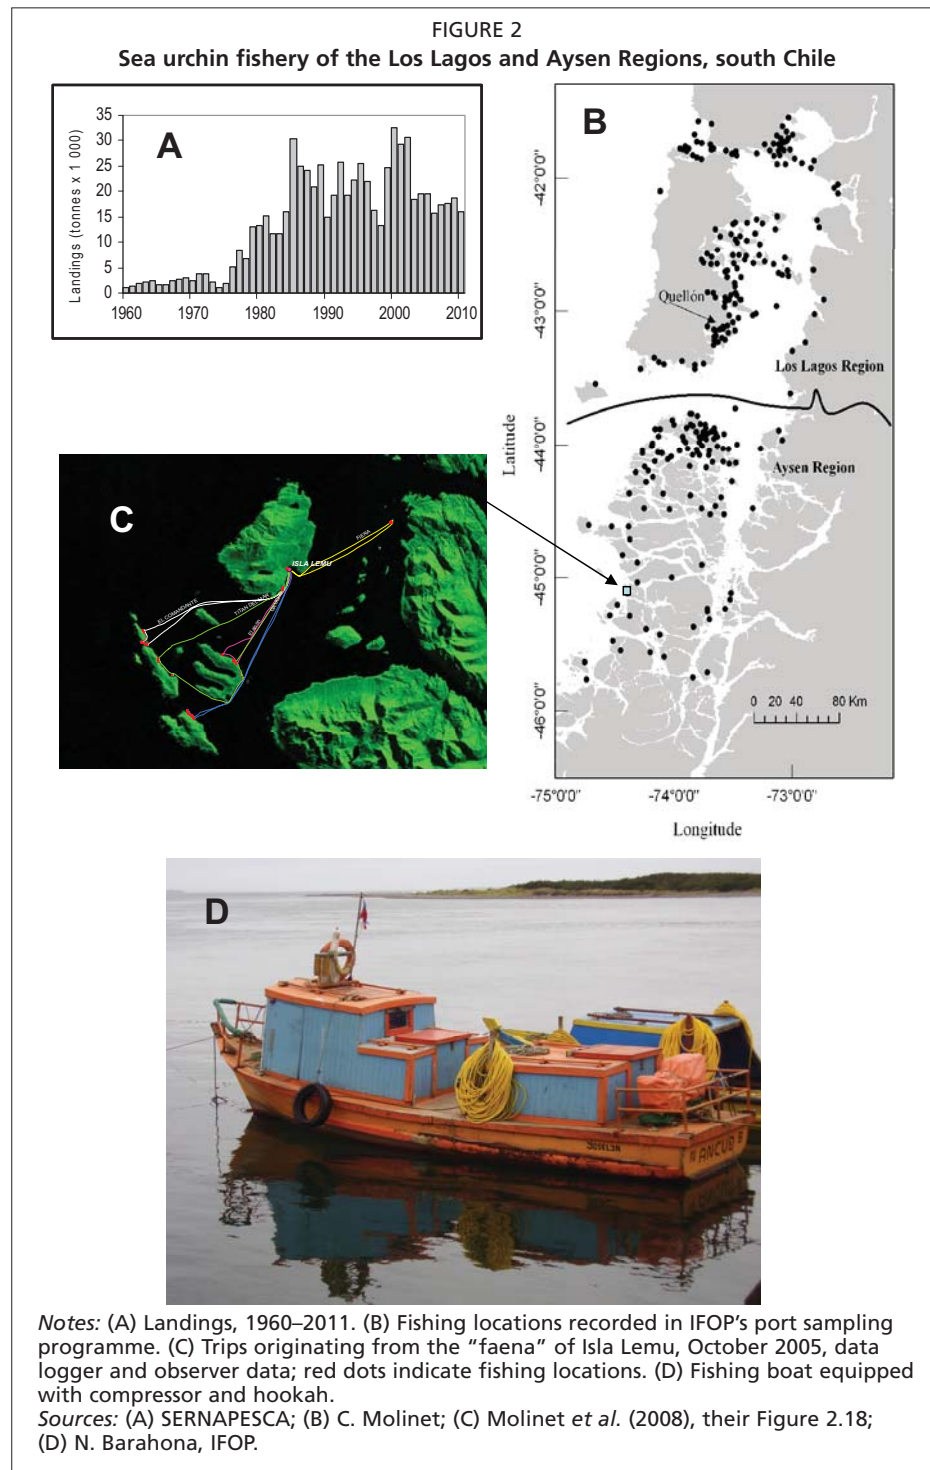 FIGURE 2
Sea urchin fishery of the Los Lagos and Aysen Regions, south Chile
A
Landings (tonnes x 1 000)
35
30
25
20
15
10
5
0
1960
1970
1980
1990
2000
2010
B
-42°0'0"
-43°0'0"
-44°0'0"
-45°0'0"
-46°0'0"
Latitude
Quellón
Los Lagos Region
Aysen Region
0 20 40 80 Km
-75°0'0"
-74°0'0"
-73°0'0"
Longitude
C
FIERA
ISLA LEMU
EL COMANDANTE
TITAN DEL MAR
D
JOSELIN
N ANCUD B
Notes: (A) Landings, 1960–2011. (B) Fishing locations recorded in IFOP's port sampling
programme. (C) Trips originating from the “faena” of Isla Lemu, October 2005, data
logger and observer data; red dots indicate fishing locations. (D) Fishing boat equipped
with compressor and hookah.
Sources: (A) SERNAPESCA; (B) C. Molinet; (C) Molinet et al. (2008), their Figure 2.18;
(D) N. Barahona, IFOP.